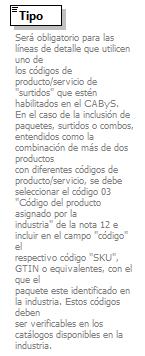 Tipo
Será obligatorio para las
líneas de detalle que utilicen
uno de
los códigos de
producto/servicio de
"surtidos" que estén
habilitados en el CAByS.
En el caso de la inclusión de
paquetes, surtidos o combos,
entendidos como la
combinación de más de dos
productos
con diferentes códigos de
producto/servicio, se debe
seleccionar el código 03
"Código del producto
asignado por la
industria" de la nota 12 e
incluir en el campo "código"
el
respectivo código "SKU",
GTIN o equivalentes, con el
que el
paquete este identificado en
la industria. Estos códigos
deben
ser verificables en los
catálogos disponibles en la
industria.